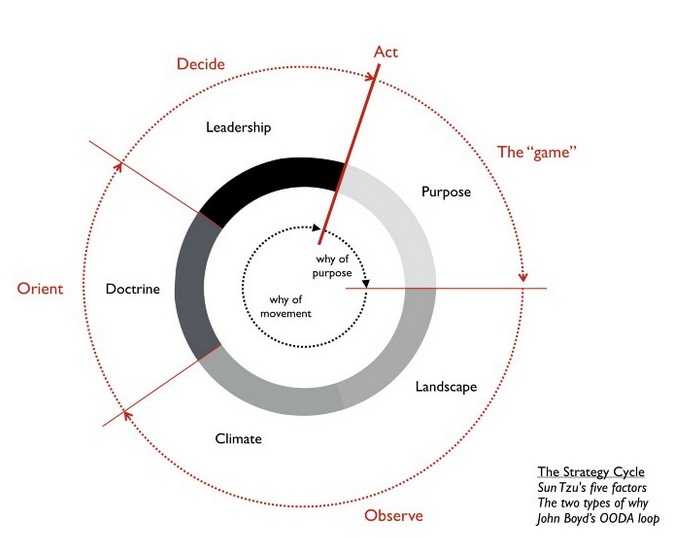 Act
Decide
Leadership
The “game”
Purpose
why of
purpose
Orient
Doctrine
why of
movement
Landscape
Climate
Observe
The Strategy Cycle
Sun Tzu's five factors
The two types of why
John Boyd's OODA loop